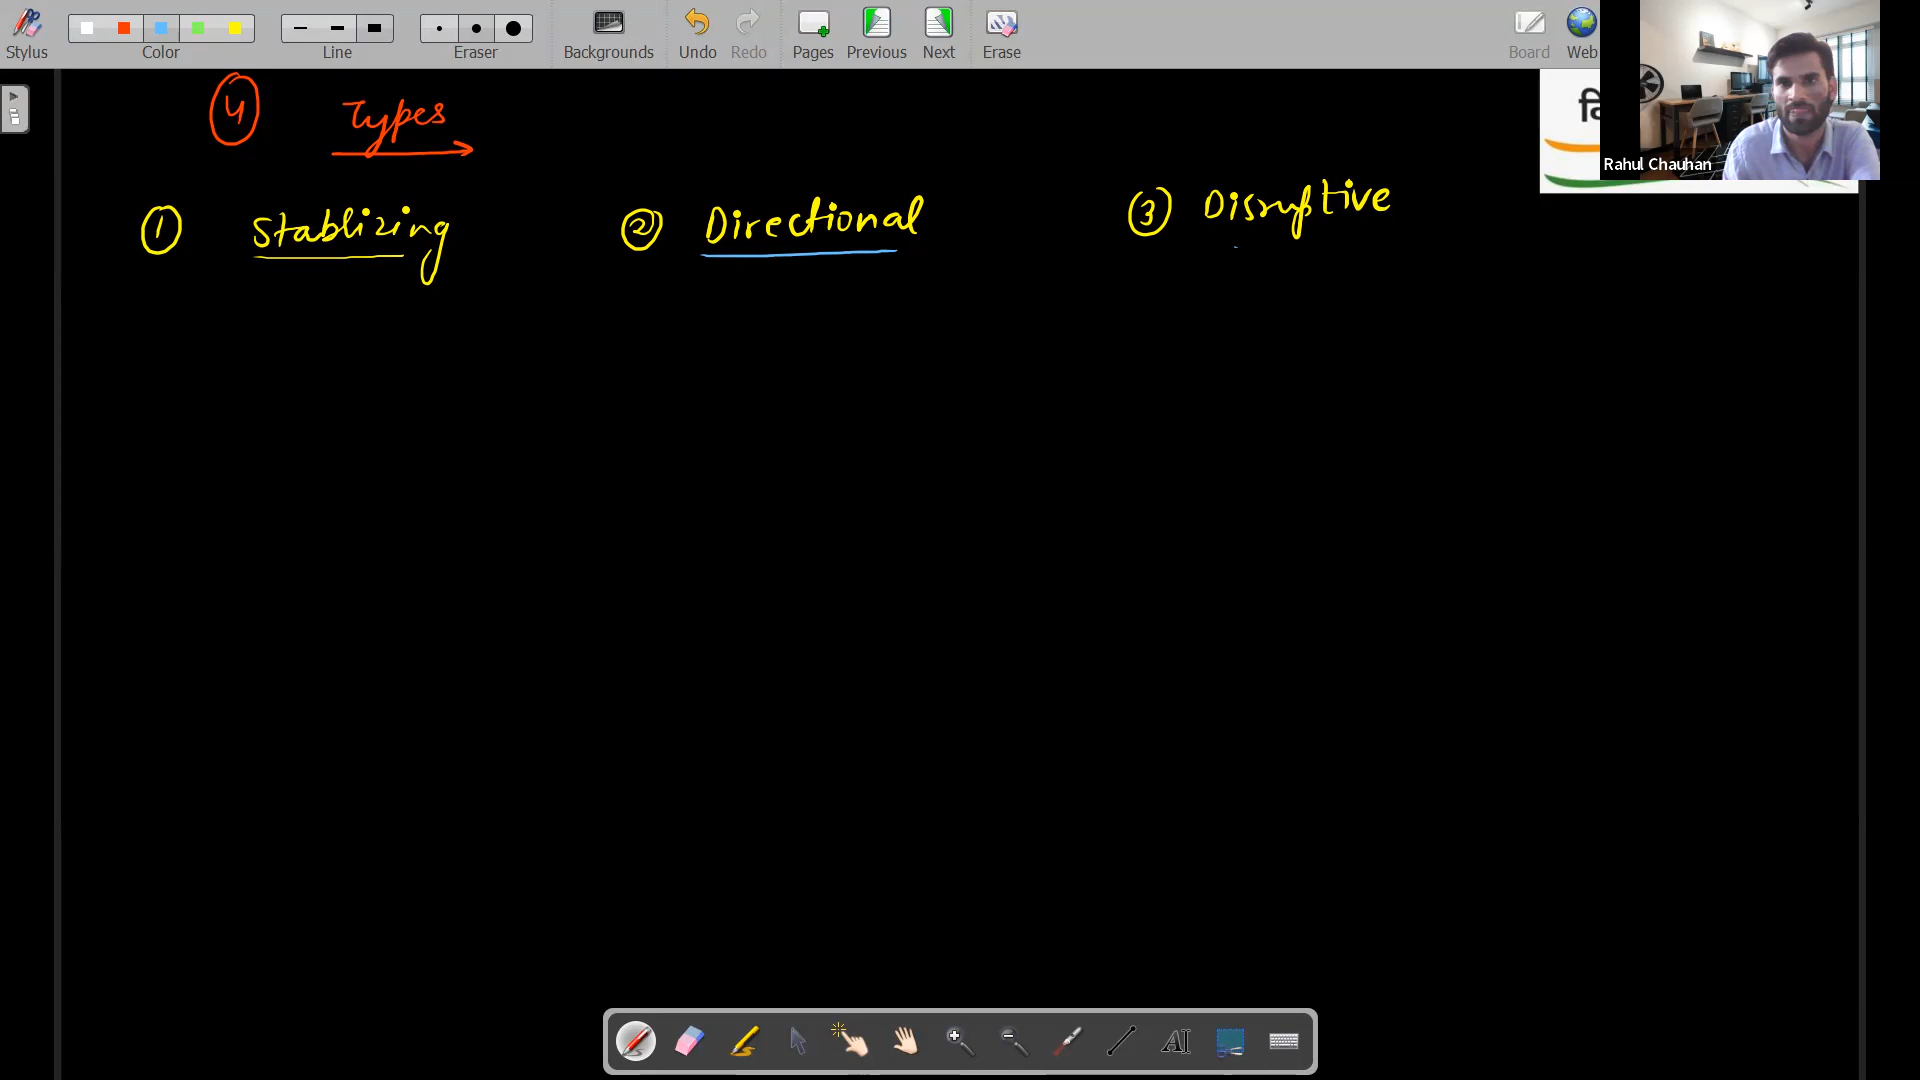 Stylus Color Line Eraser Backgrounds Undo Redo Pages Previous Next Erase Board Web
Rahul Chauhan
4 Types
1 Stablizing 2 Directional 3 Disruptive